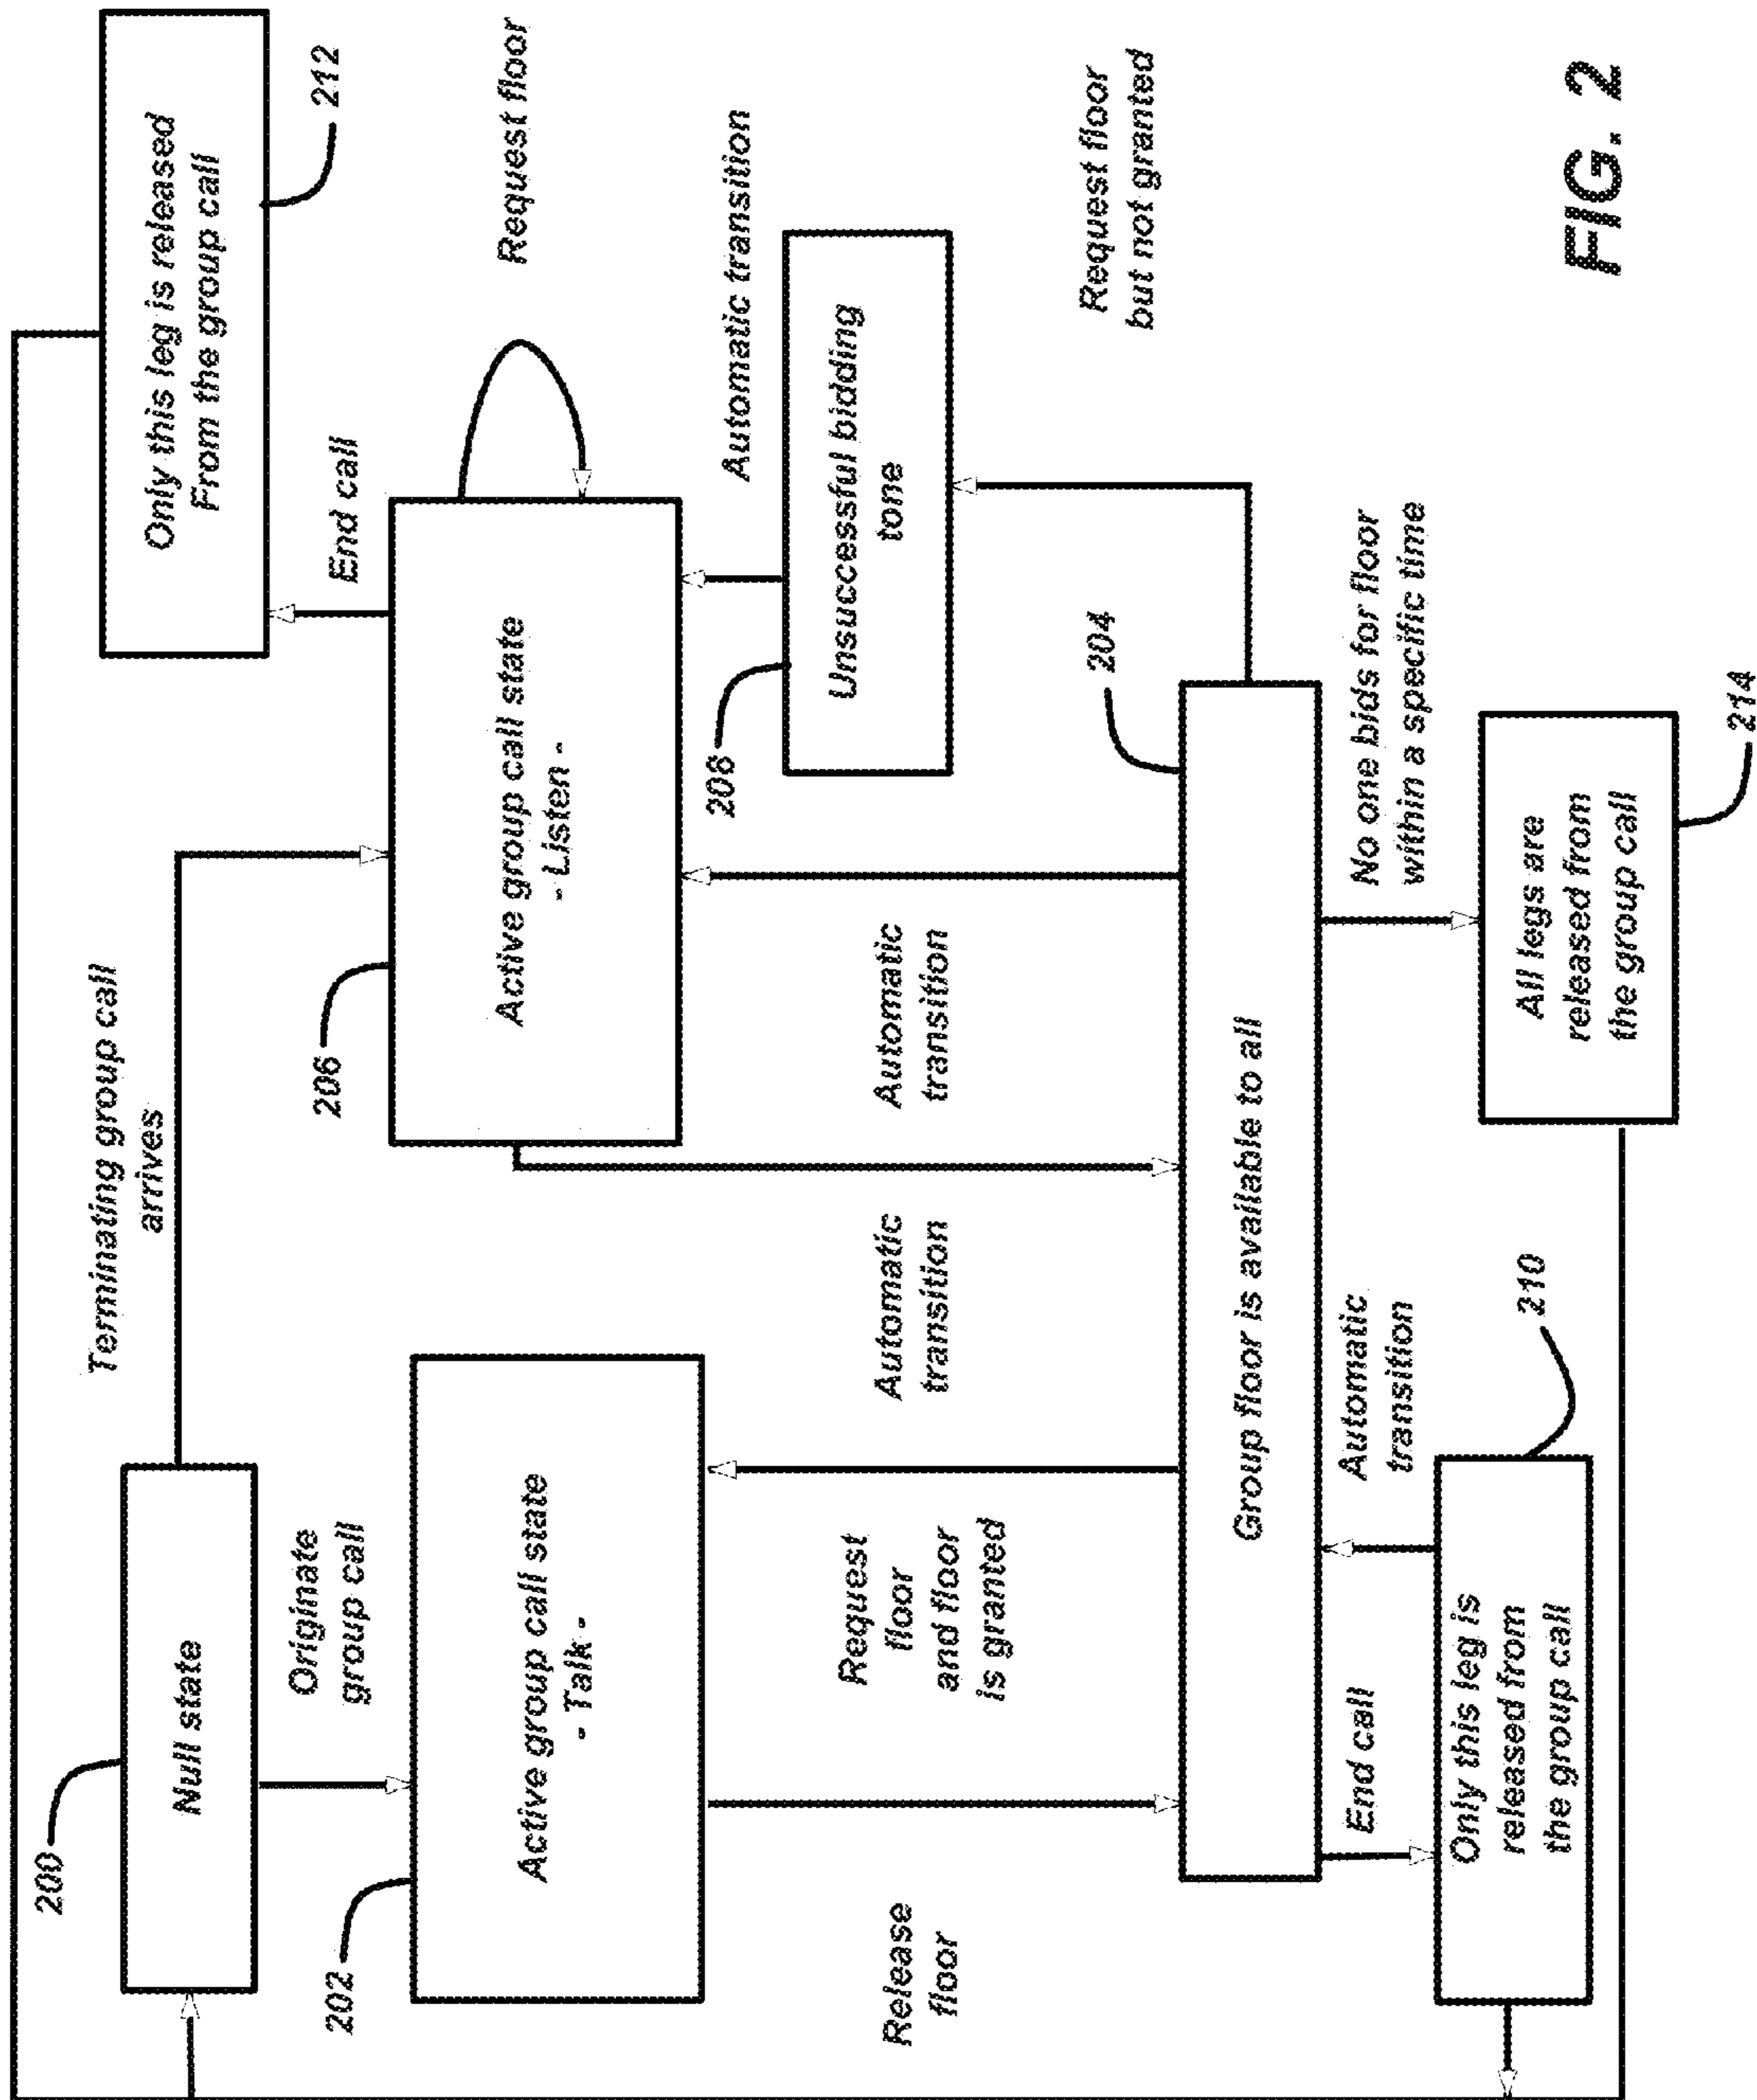 200
Null state
Terminating group call
arrives
Only this leg is released
From the group call
212
Originate
group call
End call
Request floor
202
Active group call state
- Talk -
206
Active group call state
- Listen -
Automatic transition
208
Unsuccessful bidding
tone
Release
floor
Request
floor
and floor
is granted
Automatic
transition
Automatic
transition
Request floor
but not granted
204
Group floor is available to all
End call
Automatic
transition
No one bids for floor
within a specific time
Only this leg is
released from
the group call
210
All legs are
released from
the group call
214
FIG. 2